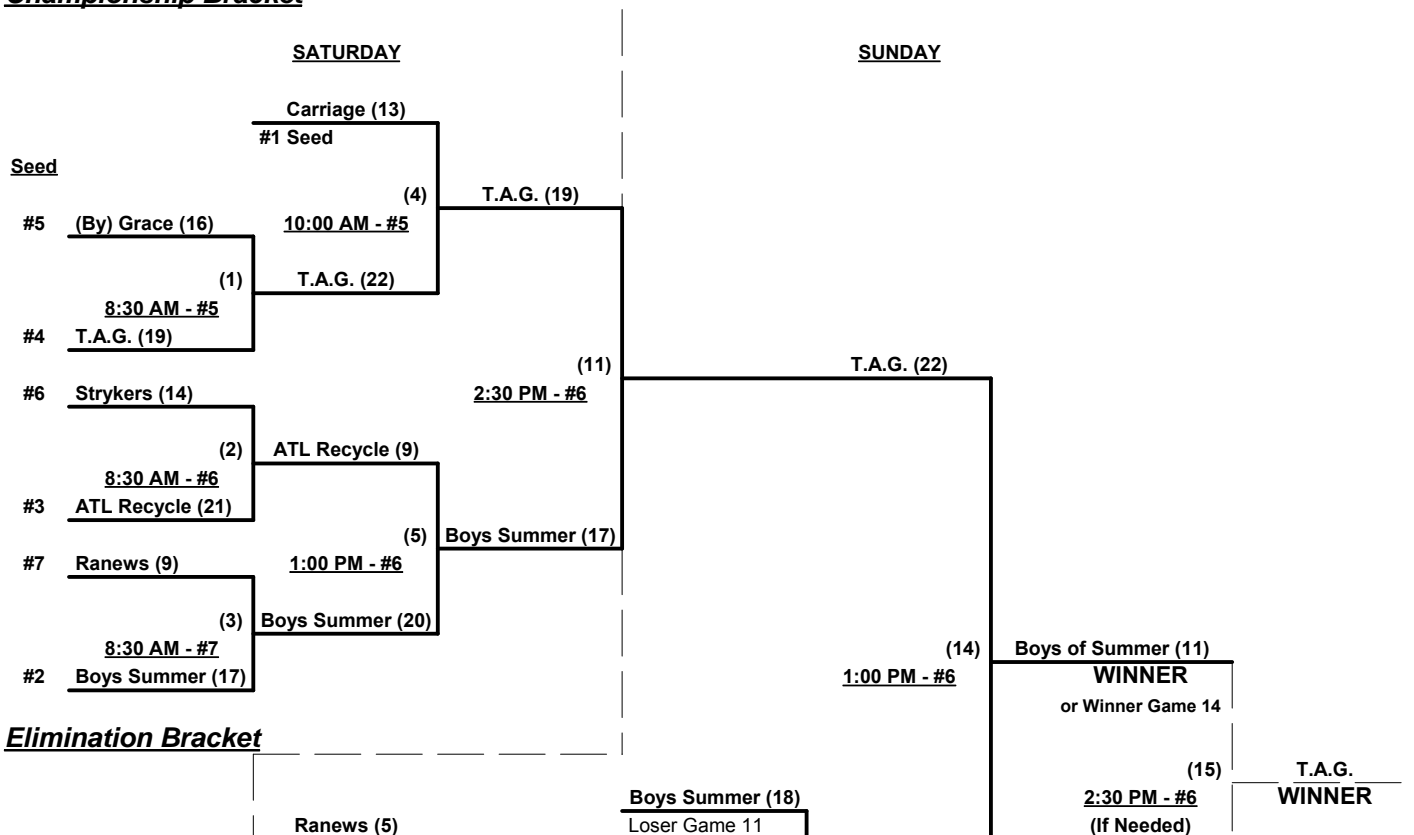 Championship Bracket
SATURDAY
SUNDAY
Carriage (13)
#1 Seed
Seed
(4)
T.A.G. (19)
#5
(By) Grace (16)
10:00 AM - #5
(1)
T.A.G. (22)
8:30 AM - #5
#4
T.A.G. (19)
(11)
T.A.G. (22)
#6
Strykers (14)
2:30 PM - #6
(2)
ATL Recycle (9)
8:30 AM - #6
#3
ATL Recycle (21)
(5)
Boys Summer (17)
#7
Ranews (9)
1:00 PM - #6
(3)
Boys Summer (20)
8:30 AM - #7
(14)
Boys of Summer (11)
#2
Boys Summer (17)
1:00 PM - #6
WINNER
or Winner Game 14
Elimination Bracket
(15)
T.A.G.
Boys Summer (18)
2:30 PM - #6
WINNER
Ranews (5)
Loser Game 11
(If Needed)